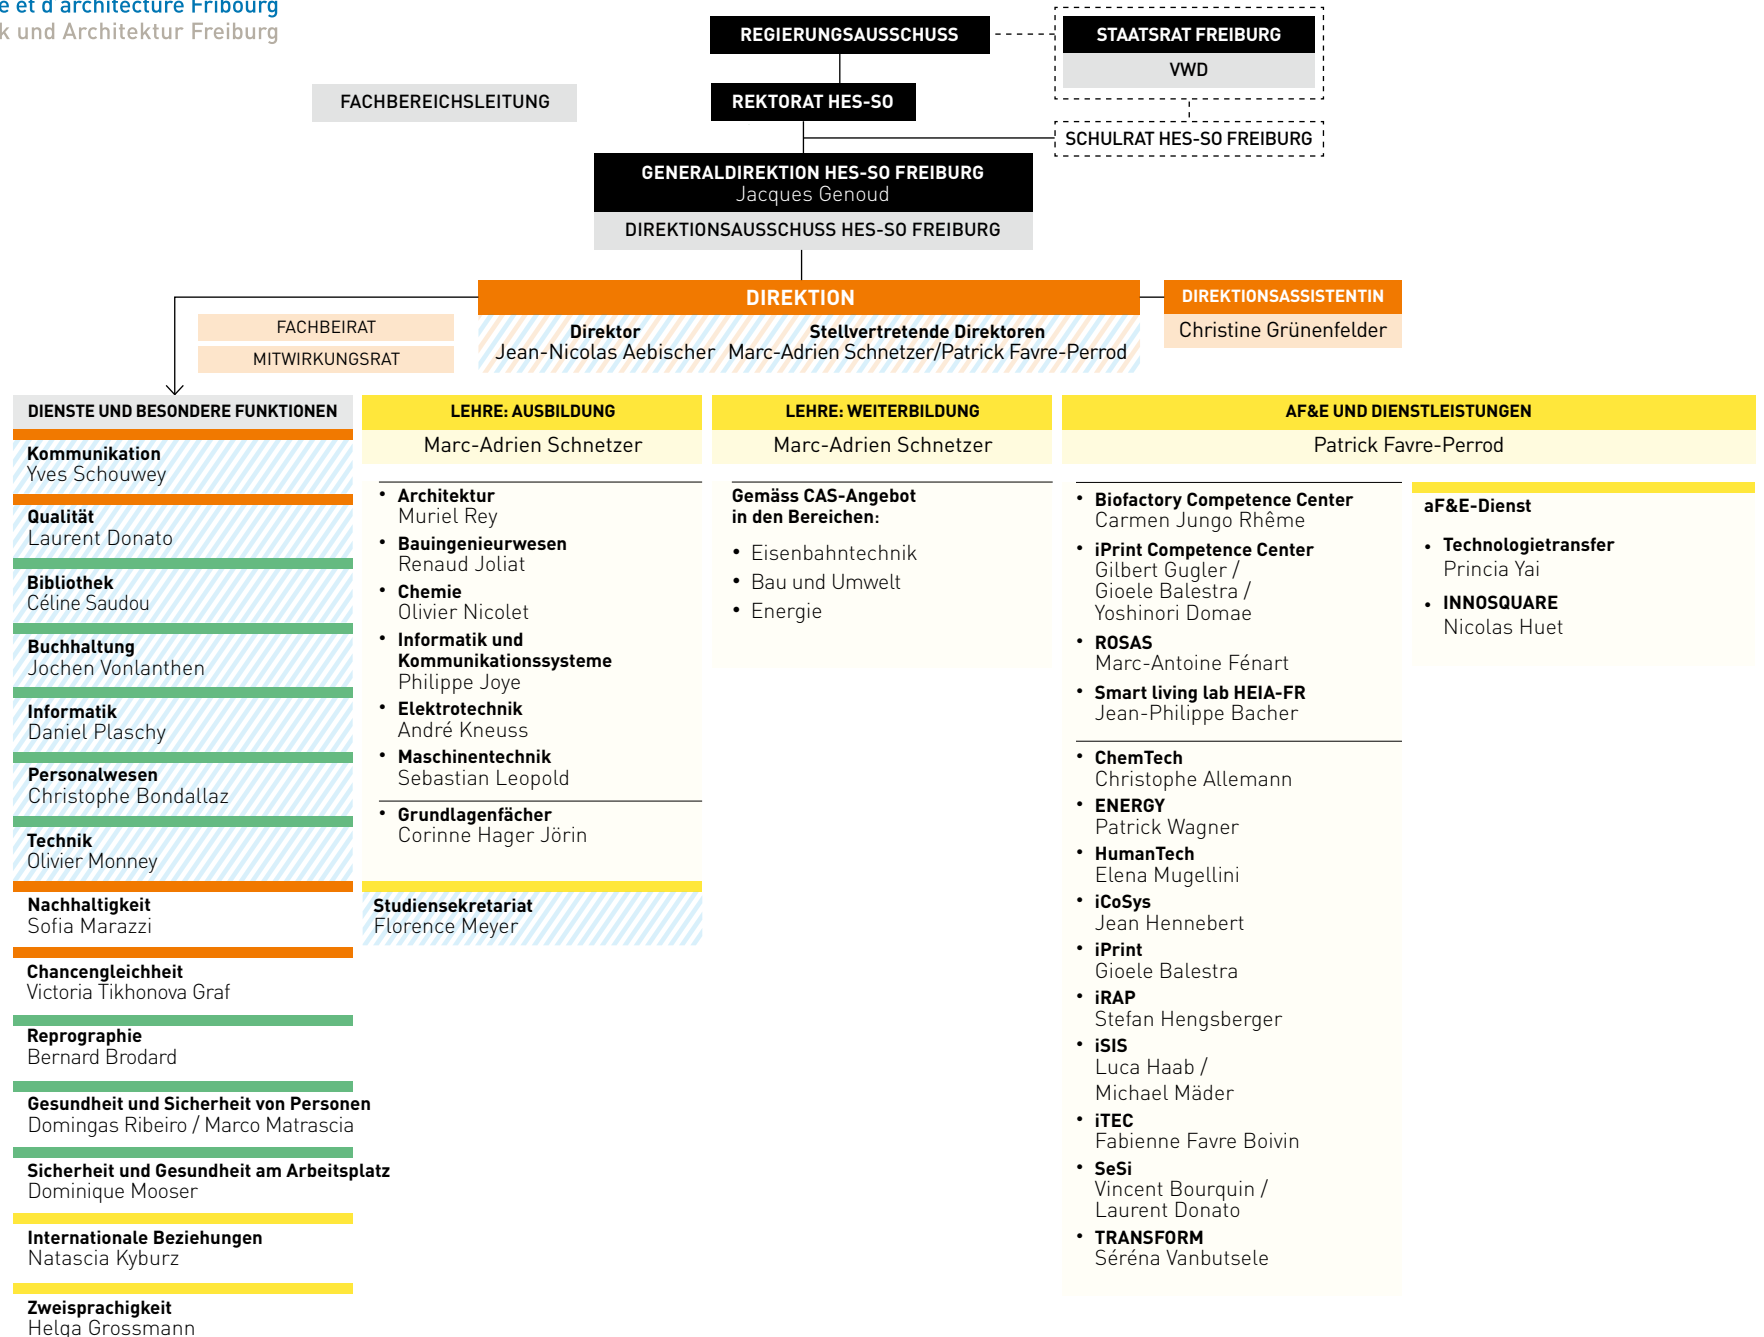 et d'architecture Fribourg
und Architektur Freiburg
REGIERUNGSAUSSCHUSS
STAATSRAT FREIBURG
VWD
FACHBEREICHSLEITUNG
REKTORAT HES-SO
SCHULRAT HES-SO FREIBURG
GENERALDIREKTION HES-SO FREIBURG
Jacques Genoud
DIREKTIONSAUSSCHUSS HES-SO FREIBURG
DIREKTION
Direktor
Jean-Nicolas Aebischer
Stellvertretende Direktoren
Marc-Adrien Schnetzer/Patrick Favre-Perrod
DIREKTIONSASSISTENTIN
Christine Grünenfelder
FACHBEIRAT
MITWIRKUNGSRAT
DIENSTE UND BESONDERE FUNKTIONEN
Kommunikation
Yves Schouwey
Qualität
Laurent Donato
Bibliothek
Céline Saudou
Buchhaltung
Jochen Vonlanthen
Informatik
Daniel Plaschy
Personalwesen
Christophe Bondallaz
Technik
Olivier Monney
Nachhaltigkeit
Sofia Marazzi
Chancengleichheit
Victoria Tikhonova Graf
Reprographie
Bernard Brodard
Gesundheit und Sicherheit von Personen
Domingas Ribeiro / Marco Matrascia
Sicherheit und Gesundheit am Arbeitsplatz
Dominique Mooser
Internationale Beziehungen
Natascia Kyburz
Zweisprachigkeit
Helga Grossmann
LEHRE: AUSBILDUNG
Marc-Adrien Schnetzer
• Architektur
Muriel Rey
• Bauingenieurwesen
Renaud Joliat
• Chemie
Olivier Nicolet
• Informatik und
Kommunikationssysteme
Philippe Joye
• Elektrotechnik
André Kneuss
• Maschinentechnik
Sebastian Leopold
• Grundlagenfächer
Corinne Hager Jörin
Studiensekretariat
Florence Meyer
LEHRE: WEITERBILDUNG
Marc-Adrien Schnetzer
Gemäss CAS-Angebot
in den Bereichen:
• Eisenbahntechnik
• Bau und Umwelt
• Energie
AF&E UND DIENSTLEISTUNGEN
Patrick Favre-Perrod
• Biofactory Competence Center
Carmen Jungo Rhême
• iPrint Competence Center
Gilbert Gugler /
Gioele Balestra /
Yoshinori Domae
• ROSAS
Marc-Antoine Fénart
• Smart living lab HEIA-FR
Jean-Philippe Bacher
• ChemTech
Christophe Allemann
• ENERGY
Patrick Wagner
• HumanTech
Elena Mugellini
• iCoSys
Jean Hennebert
• iPrint
Gioele Balestra
• iRAP
Stefan Hengsberger
• iSIS
Luca Haab /
Michael Mäder
• iTEC
Fabienne Favre Boivin
• SeSi
Vincent Bourquin /
Laurent Donato
• TRANSFORM
Séréna Vanbutsele
aF&E-Dienst
• Technologietransfer
Princia Yai
• INNOSQUARE
Nicolas Huet